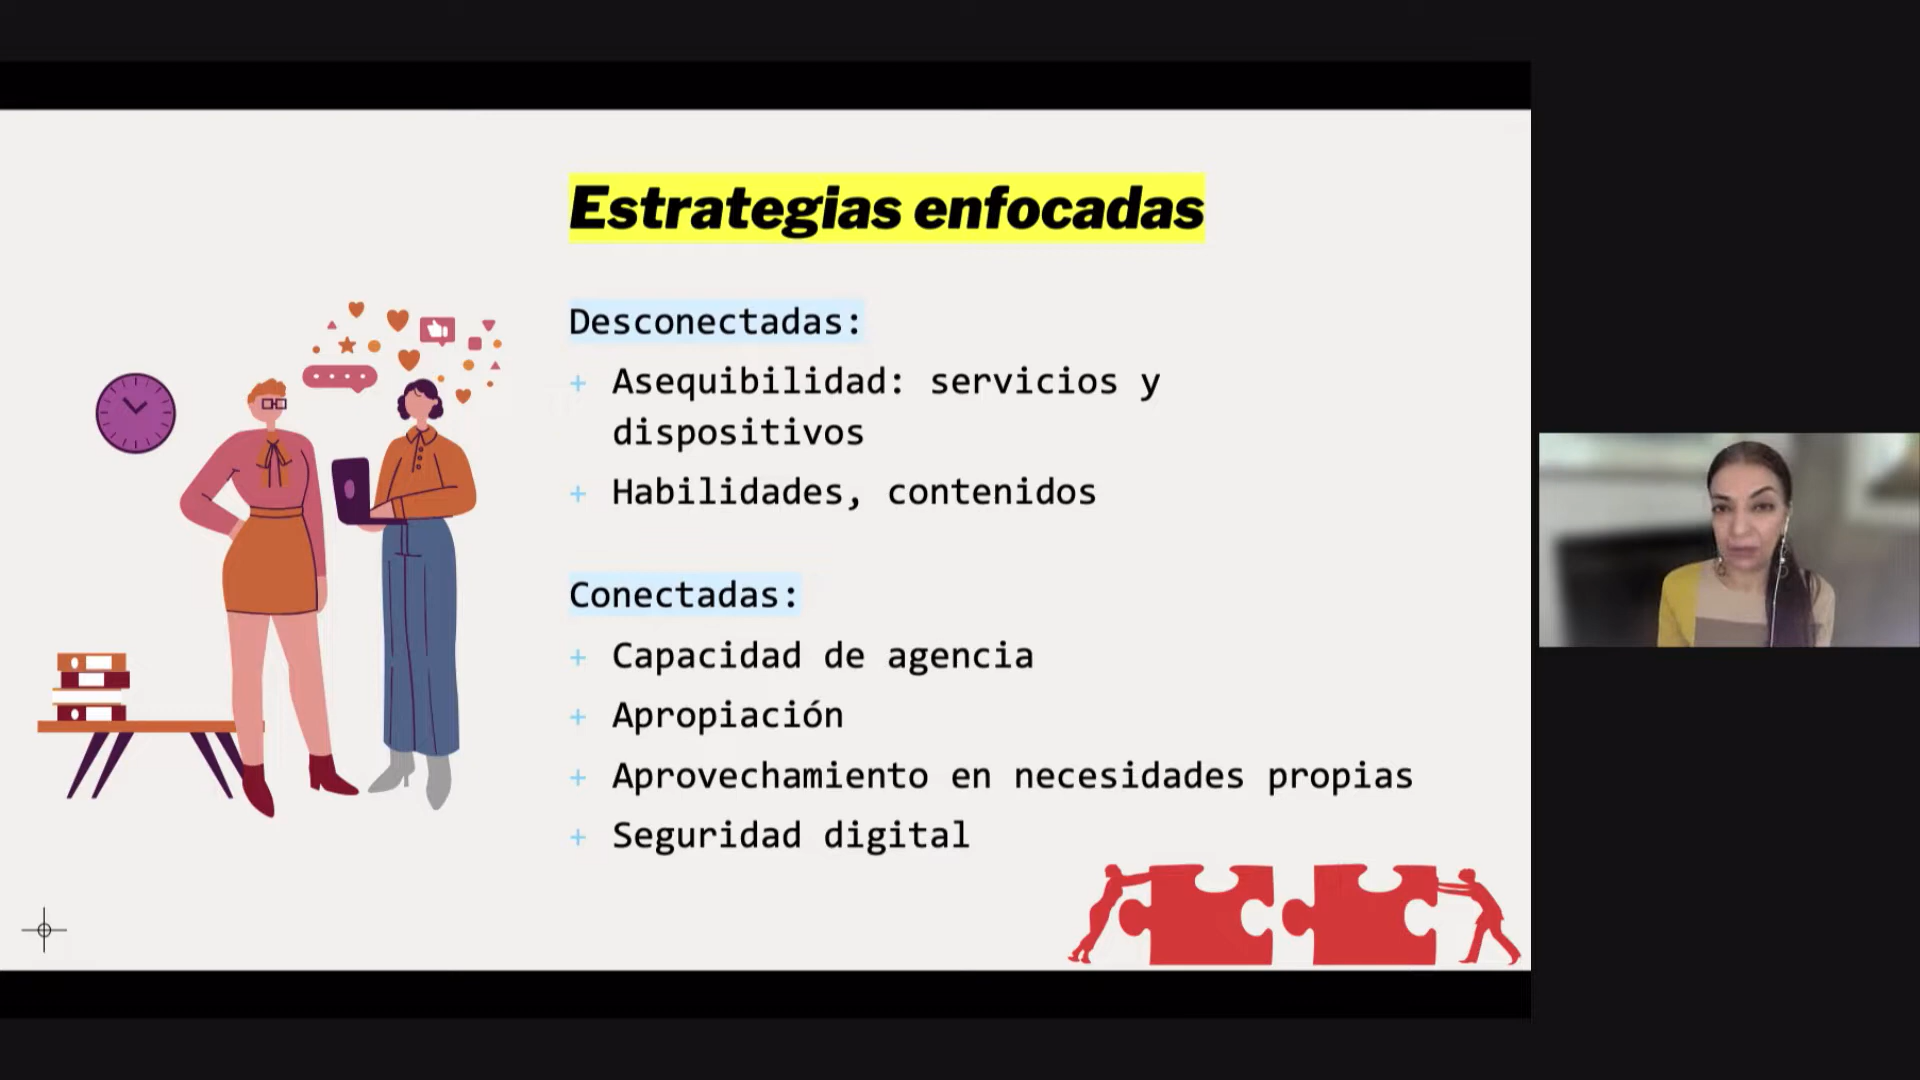 Estrategias enfocadas
Desconectadas:
+ Asequibilidad: servicios y
dispositivos
+ Habilidades, contenidos
Conectadas:
+ Capacidad de agencia
+ Apropiación
+ Aprovechamiento en necesidades propias
+ Seguridad digital